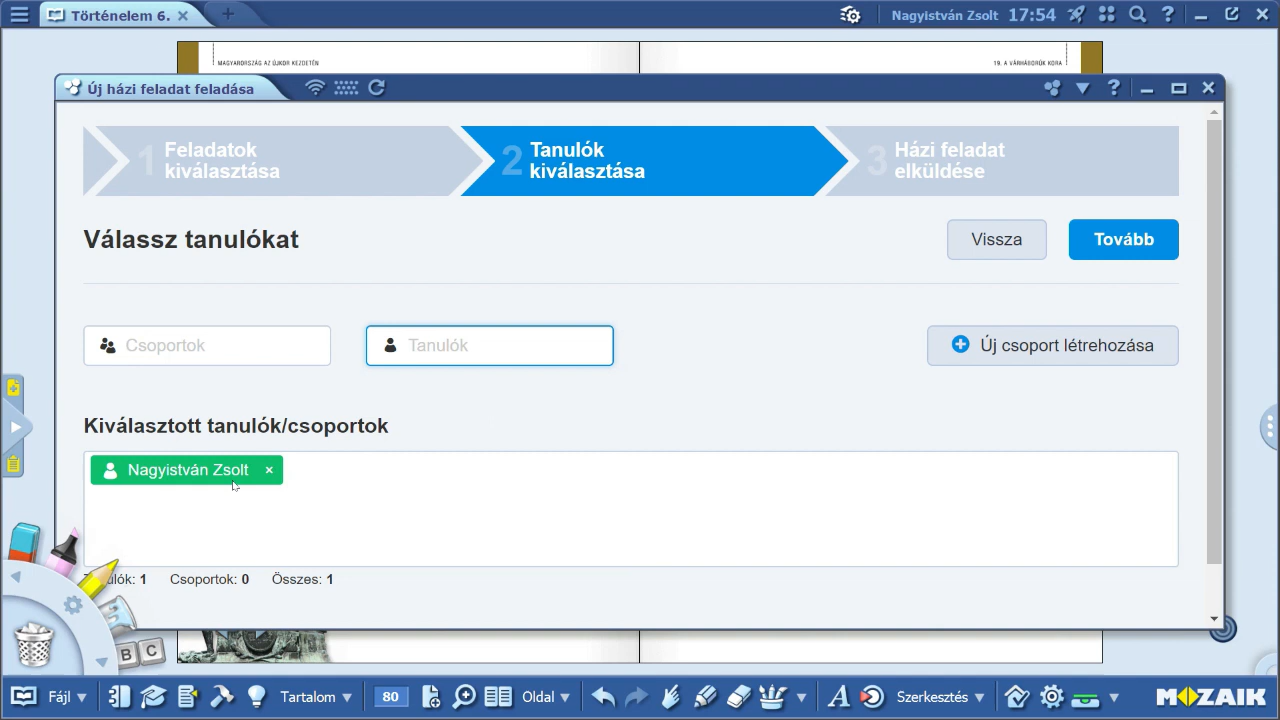 Történelem 6.
Nagyistván Zsolt 17:54
MAGYARORSZÁG AZ ÚJKOR KEZDETÉN
19. A VÁRHÁBORÚK KORA
Új házi feladat feladása
1 Feladatok
kiválasztása
2 Tanulók
kiválasztása
3 Házi feladat
elküldése
Válassz tanulókat
Vissza
Tovább
Csoportok
Tanulók
Új csoport létrehozása
Kiválasztott tanulók/csoportok
Nagyistván Zsolt ×
ulók: 1 Csoportok: 0 Összes: 1
B C
Fájl
Tartalom
80
Oldal
A
Szerkesztés
MOZAIK